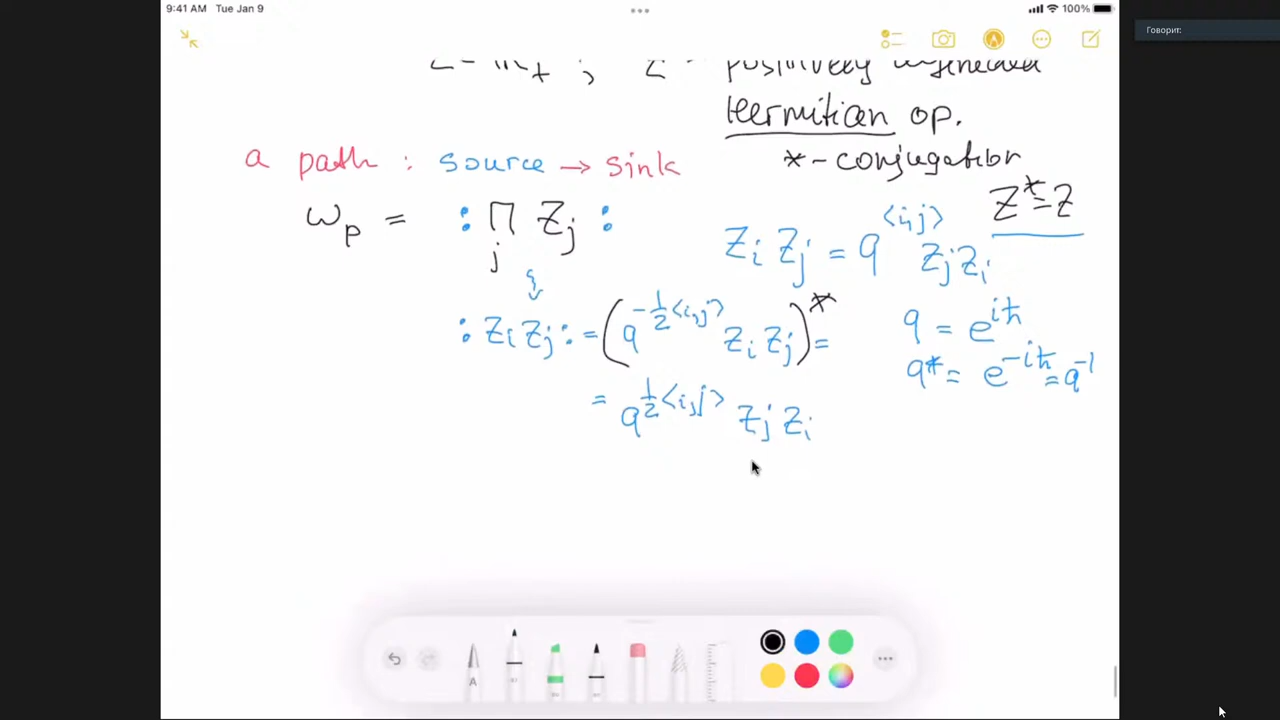 9:41 AM Tue Jan 9
100%
Говорит:
Hermitian op.
a path : source → sink
*-conjugation
Z* = Z
ω_p = : ∏_j Z_j :
Z_i Z_j = q^{<i,j>} Z_j Z_i
: Z_i Z_j : = (q^{-1/2 <i,j>} Z_i Z_j)* =
q = e^{iℏ}
q* = e^{-iℏ} = q^{-1}
= q^{1/2 <i,j>} Z_j Z_i
A